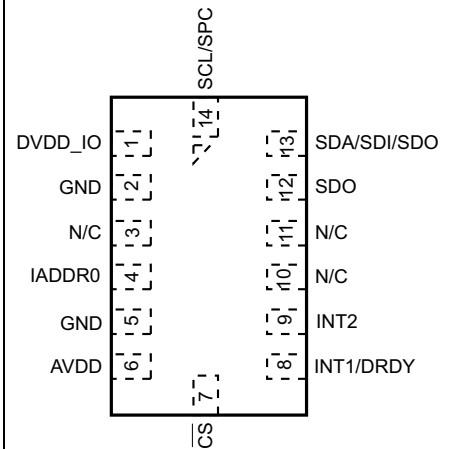 SCL/SPC
14
DVDD_IO 1
GND 2
N/C 3
IADDR0 4
GND 5
AVDD 6
13 SDA/SDI/SDO
12 SDO
11 N/C
10 N/C
9 INT2
8 INT1/DRDY
7
C̅S̅